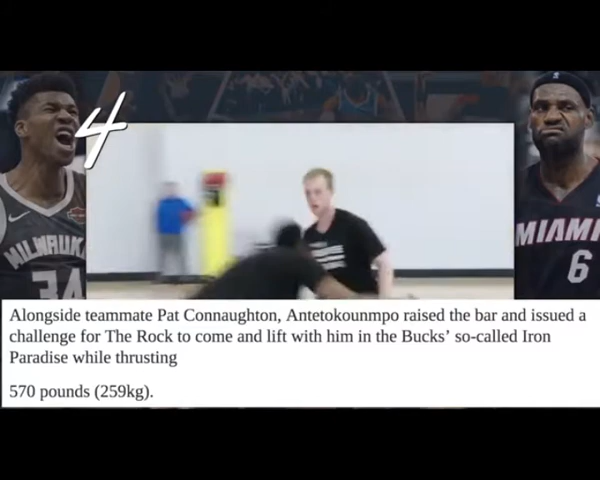 4
MILWAUK
34
MIAMI
6
Alongside teammate Pat Connaughton, Antetokounmpo raised the bar and issued a
challenge for The Rock to come and lift with him in the Bucks’ so-called Iron
Paradise while thrusting
570 pounds (259kg).